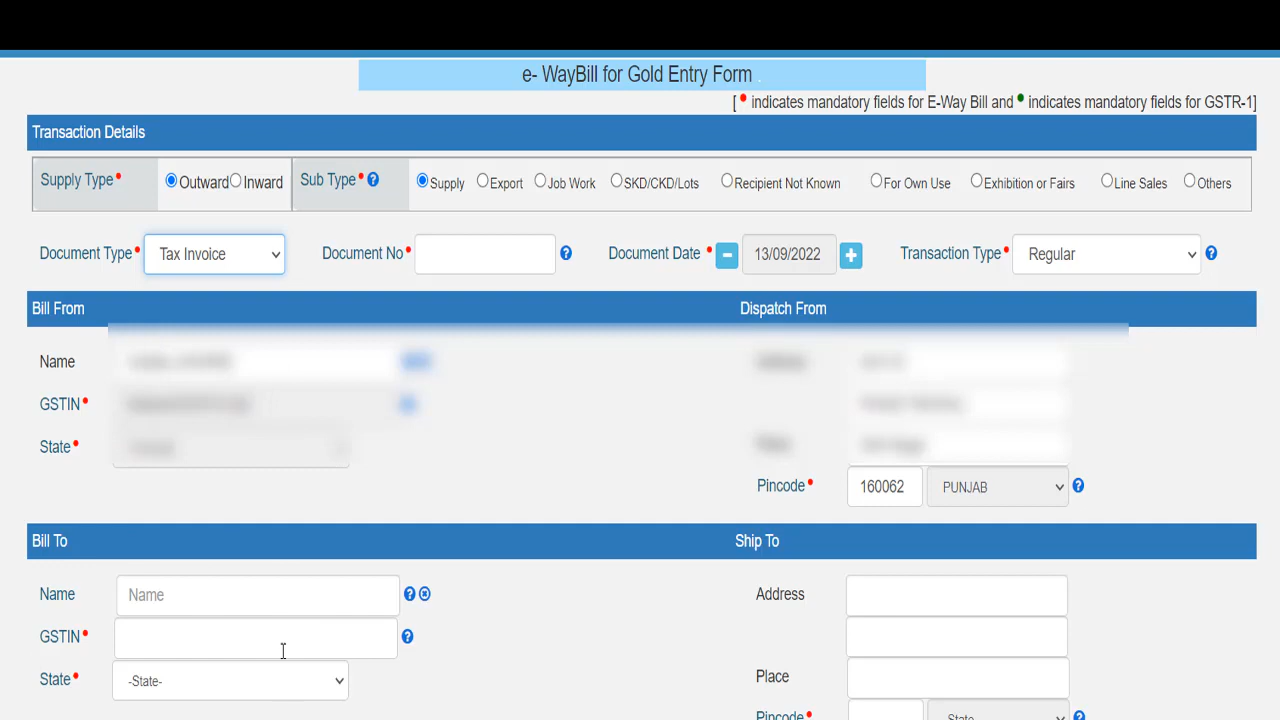 e- WayBill for Gold Entry Form
[ • indicates mandatory fields for E-Way Bill and • indicates mandatory fields for GSTR-1]
Transaction Details
Supply Type • Outward Inward Sub Type • Supply Export Job Work SKD/CKD/Lots Recipient Not Known For Own Use Exhibition or Fairs Line Sales Others
Document Type • Tax Invoice Document No • Document Date • 13/09/2022 Transaction Type • Regular
Bill From Dispatch From
Name
GSTIN •
State •
Pincode • 160062 PUNJAB
Bill To Ship To
Name Name Address
GSTIN •
State • -State- Place
Pincode • State